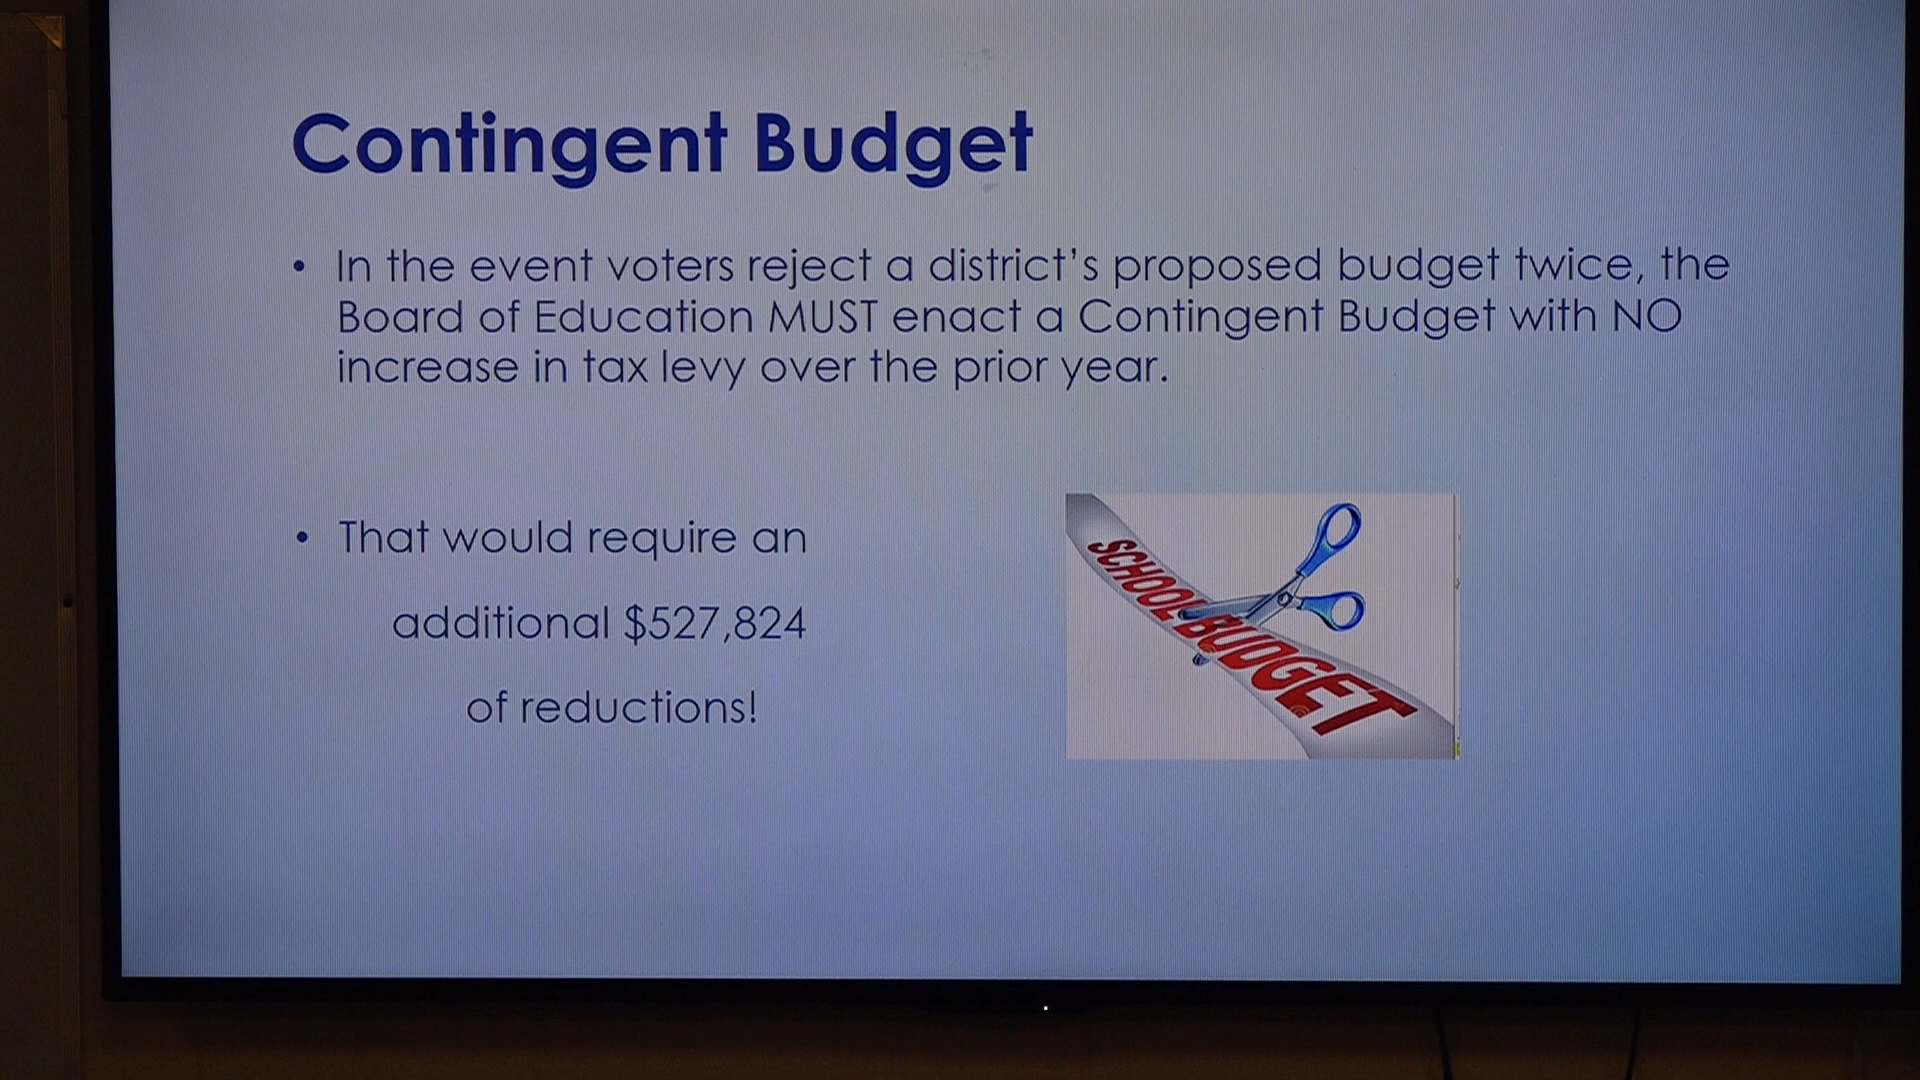 Contingent Budget
• In the event voters reject a district's proposed budget twice, the
Board of Education MUST enact a Contingent Budget with NO
increase in tax levy over the prior year.
• That would require an
additional $527,824
of reductions!
SCHOOL BUDGET